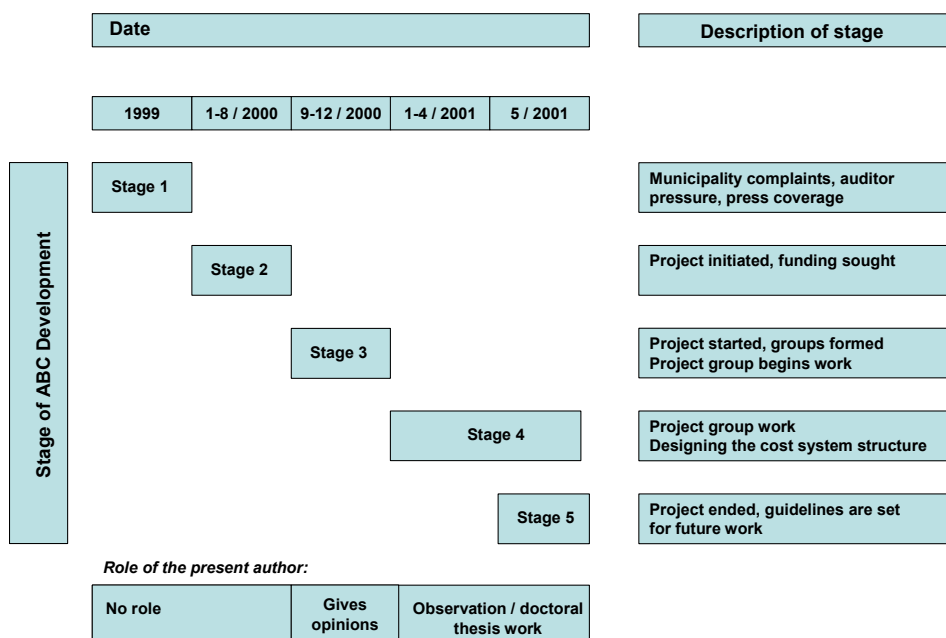 Date
Description of stage
1999
1-8 / 2000
9-12 / 2000
1-4 / 2001
5 / 2001
Stage of ABC Development
Stage 1
Municipality complaints, auditor
pressure, press coverage
Stage 2
Project initiated, funding sought
Stage 3
Project started, groups formed
Project group begins work
Stage 4
Project group work
Designing the cost system structure
Stage 5
Project ended, guidelines are set
for future work
Role of the present author:
No role
Gives
opinions
Observation / doctoral
thesis work